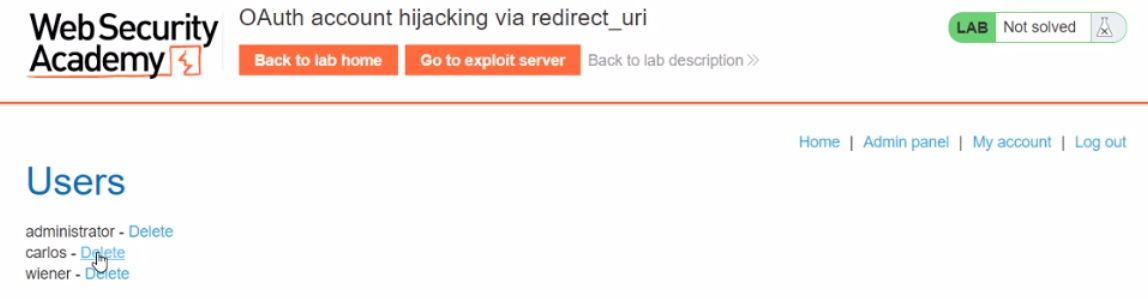 Web Security
Academy
OAuth account hijacking via redirect_uri
LAB Not solved
Back to lab home Go to exploit server Back to lab description >>
Home | Admin panel | My account | Log out
Users
administrator - Delete
carlos - Delete
wiener - Delete